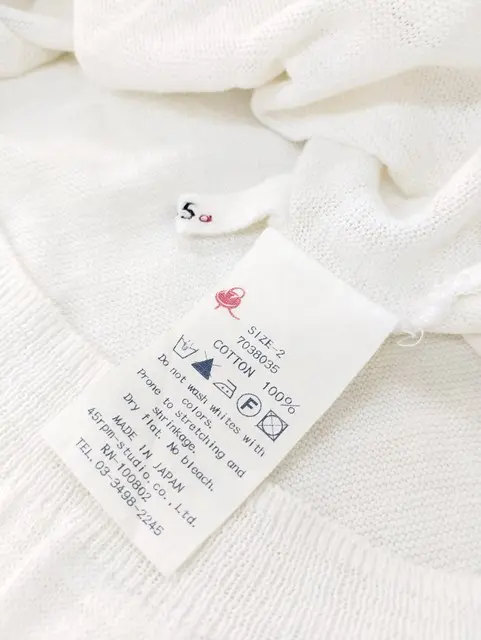 5
SIZE-2
7038035
COTTON 100%
F
Do not wash whites with
colors.
Prone to stretching and
shrinkage.
Dry flat. No bleach.
MADE IN JAPAN
45rpm-studio.co.,Ltd.
RN-100802
TEL.03-3498-2245